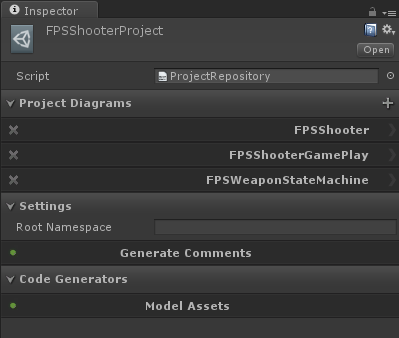 Inspector
FPSShooterProject
Open
Script
ProjectRepository
Project Diagrams
FPSShooter
FPSShooterGamePlay
FPSWeaponStateMachine
Settings
Root Namespace
Generate Comments
Code Generators
Model Assets